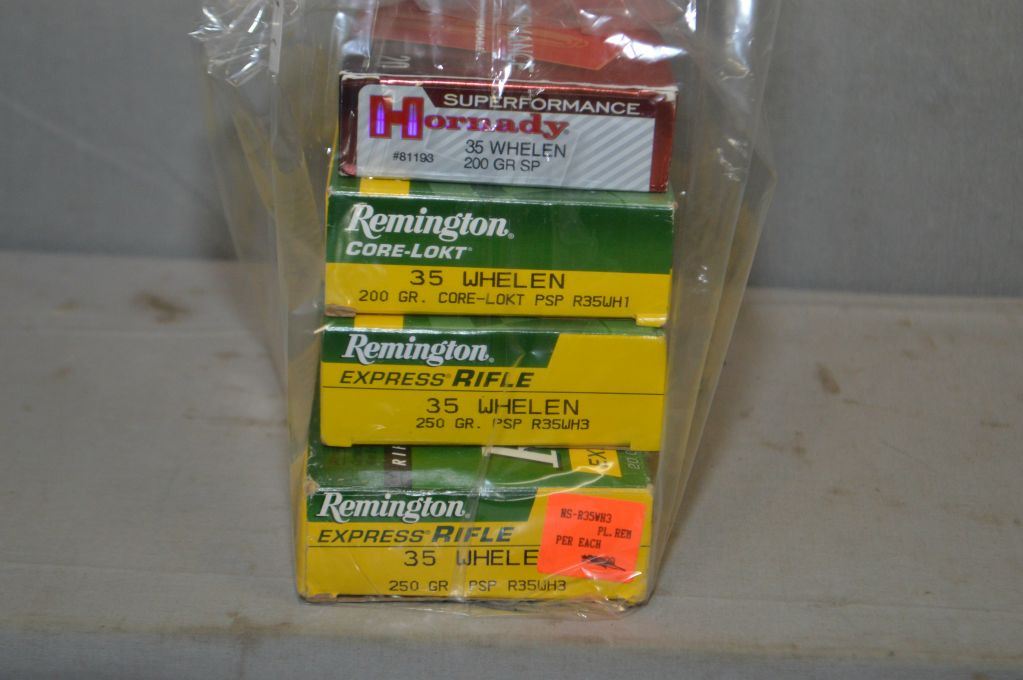 SUPERFORMANCE
Hornady
35 WHELEN
#81193 200 GR SP
Remington
CORE-LOKT
35 WHELEN
200 GR. CORE-LOKT PSP R35WH1
Remington
EXPRESS RIFLE
35 WHELEN
250 GR. PSP R35WH3
Remington
EXPRESS RIFLE
35 WHELE
250 GR. PSP R35WH3
NS-R35WH3
PL.REM
PER EACH